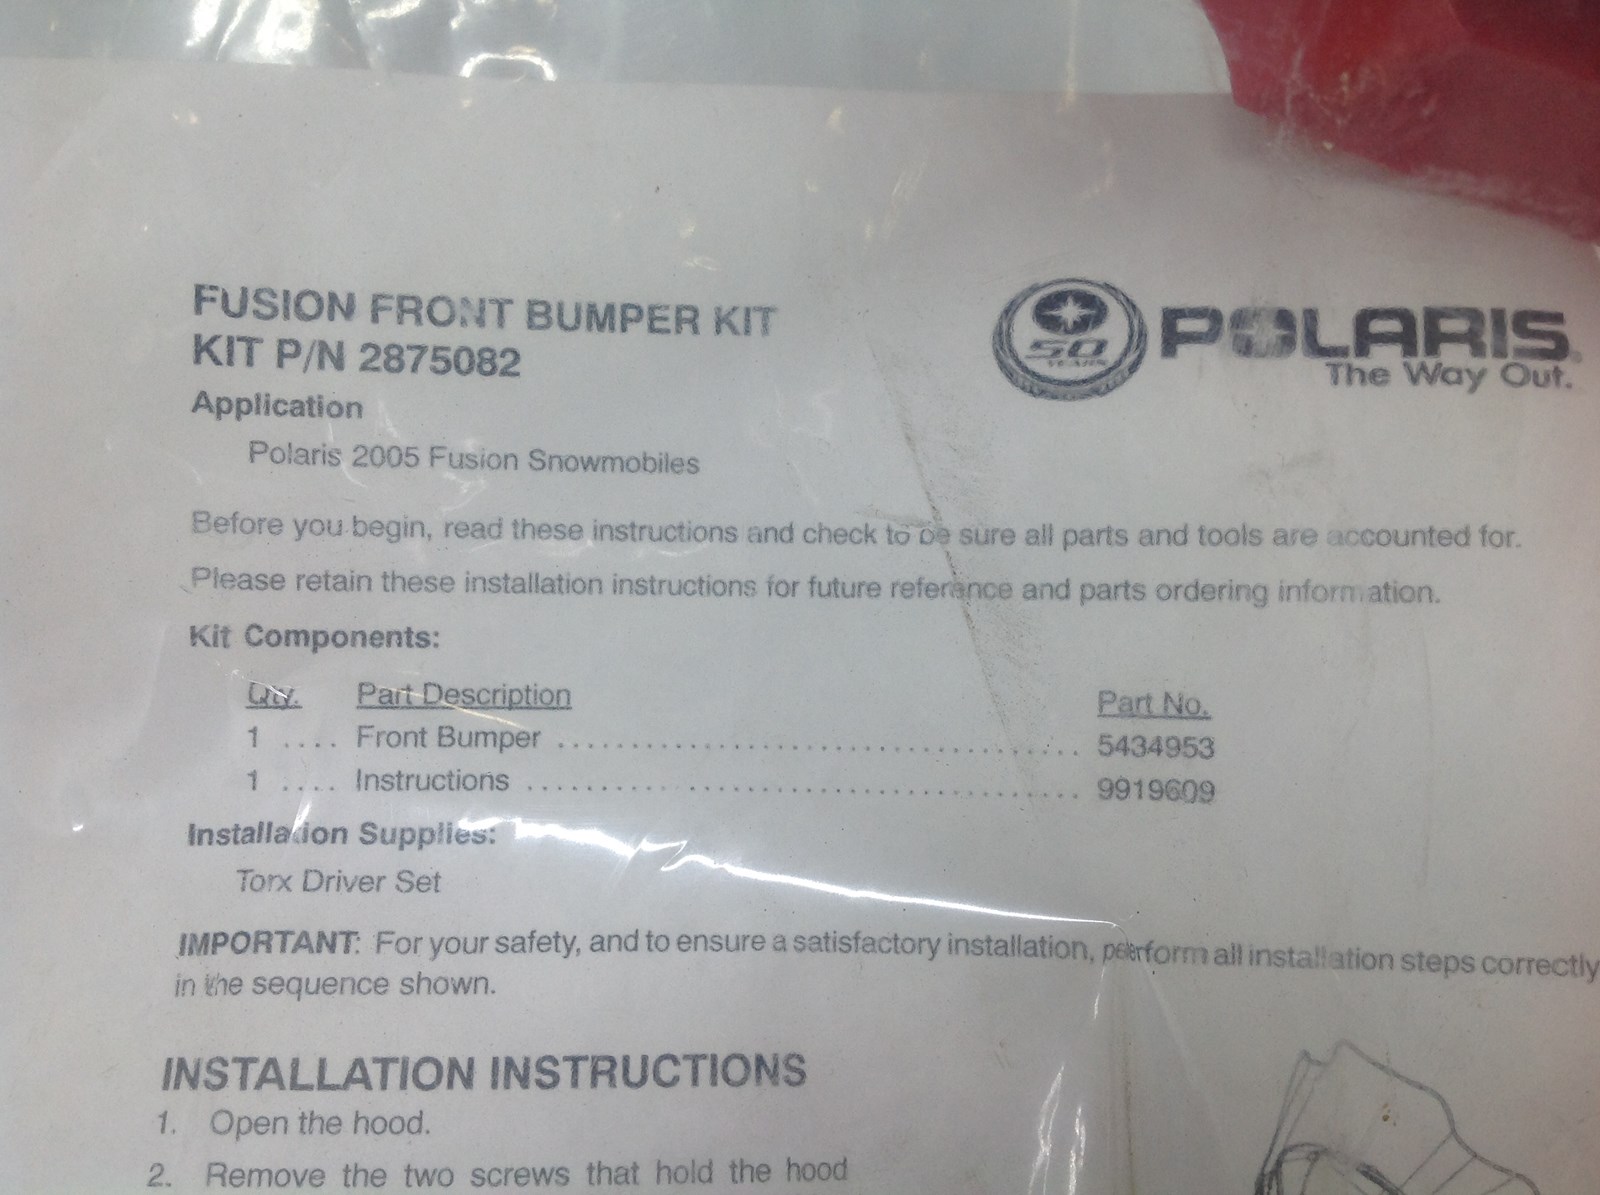 FUSION FRONT BUMPER KIT
KIT P/N 2875082
50
YEARS
POLARIS
The Way Out.
Application
Polaris 2005 Fusion Snowmobiles
Before you begin, read these instructions and check to be sure all parts and tools are accounted for.
Please retain these installation instructions for future reference and parts ordering information.
Kit Components:
Qty. Part Description Part No.
1 .... Front Bumper .................................... 5434953
1 .... Instructions ...................................... 9919609
Installation Supplies:
Torx Driver Set
IMPORTANT: For your safety, and to ensure a satisfactory installation, perform all installation steps correctly
in the sequence shown.
INSTALLATION INSTRUCTIONS
1. Open the hood.
2. Remove the two screws that hold the hood